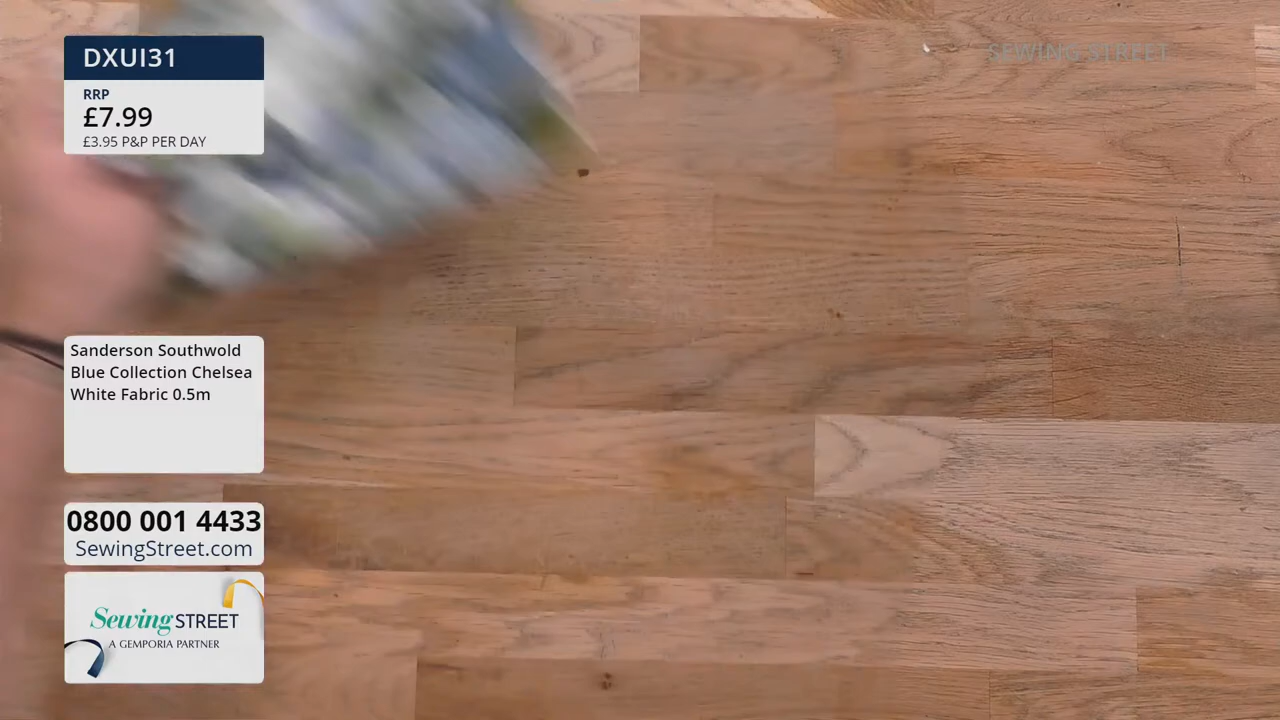 DXUI31
RRP
£7.99
£3.95 P&P PER DAY
SEWING STREET
Sanderson Southwold
Blue Collection Chelsea
White Fabric 0.5m
0800 001 4433
SewingStreet.com
Sewing STREET
A GEMPORIA PARTNER